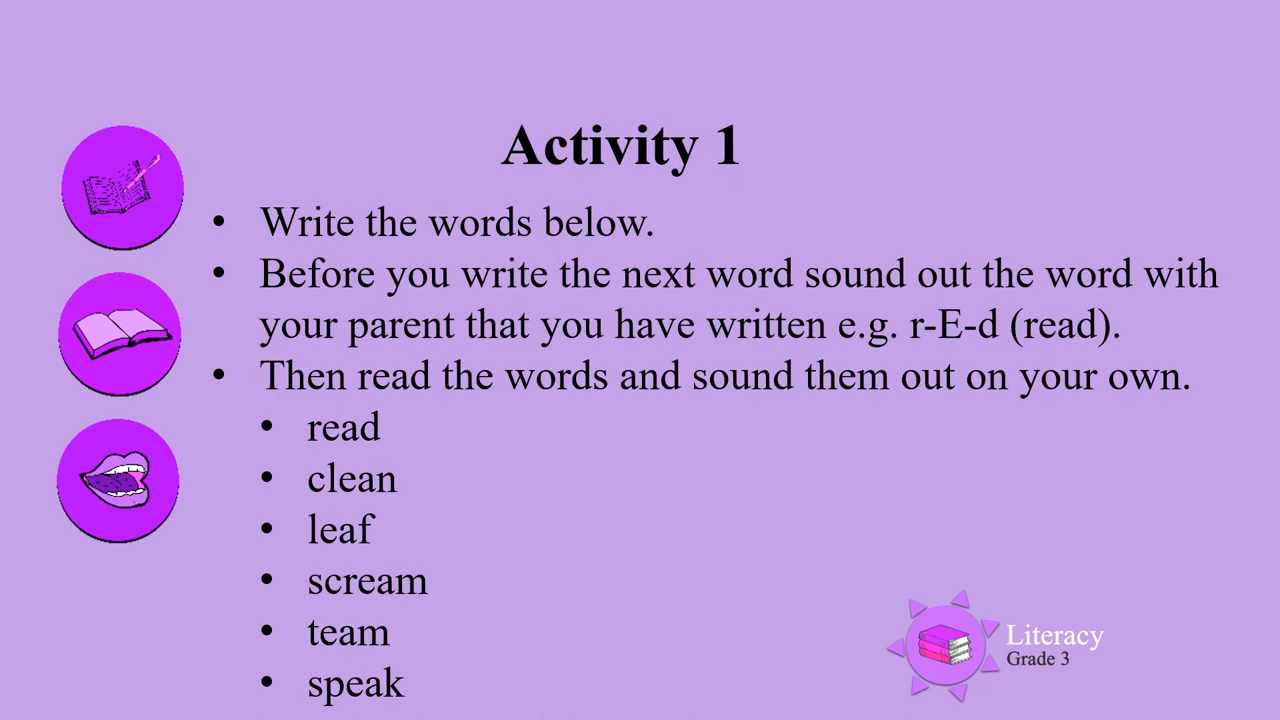 Activity 1
• Write the words below.
• Before you write the next word sound out the word with
your parent that you have written e.g. r-E-d (read).
• Then read the words and sound them out on your own.
• read
• clean
• leaf
• scream
• team
• speak
Literacy
Grade 3